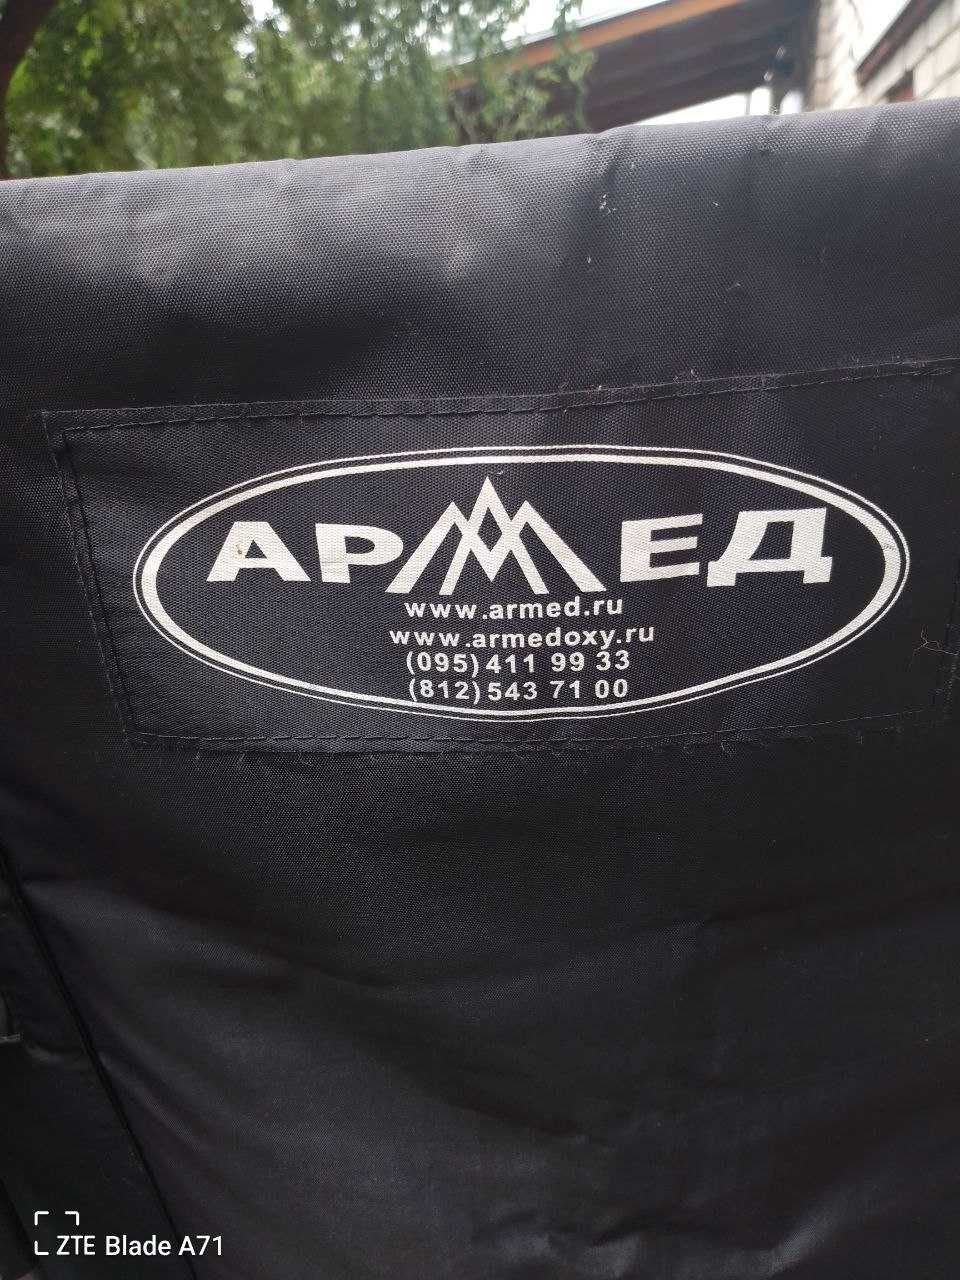 АРМЕД
www.armed.ru
www.armedoxy.ru
(095) 411 99 33
(812) 543 71 00
ZTE Blade A71